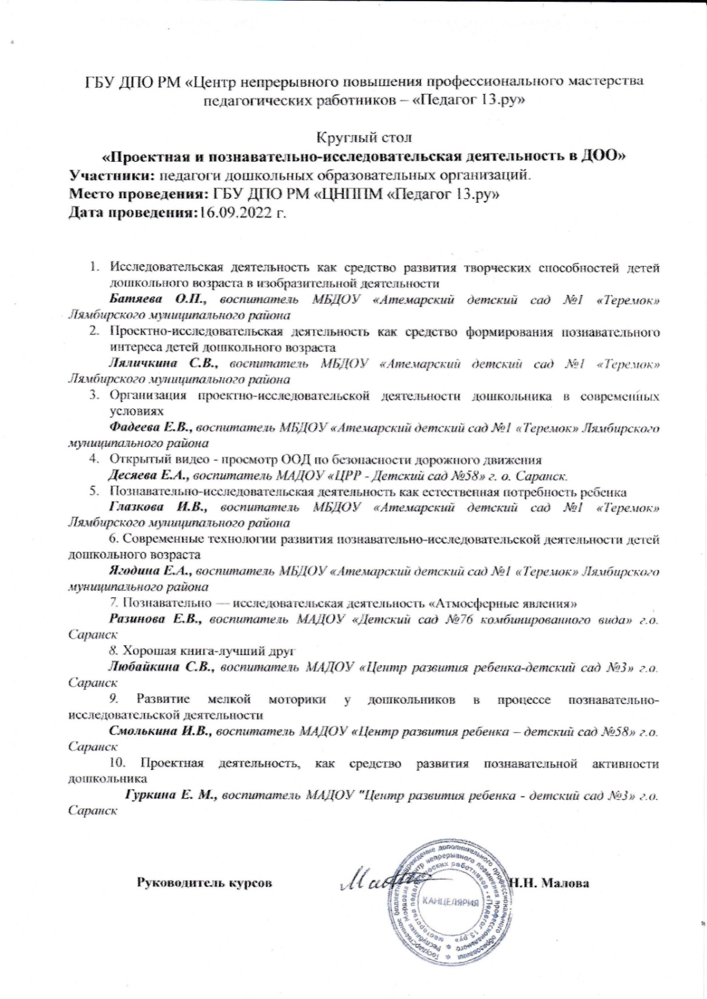 ГБУ ДПО РМ «Центр непрерывного повышения профессионального мастерства
педагогических работников – «Педагог 13.ру»
Круглый стол
«Проектная и познавательно-исследовательская деятельность в ДОО»
Участники: педагоги дошкольных образовательных организаций.
Место проведения: ГБУ ДПО РМ «ЦНППМ «Педагог 13.ру»
Дата проведения:16.09.2022 г.
1. Исследовательская деятельность как средство развития творческих способностей детей
дошкольного возраста в изобразительной деятельности
Батяева О.П., воспитатель МБДОУ «Атемарский детский сад №1 «Теремок»
Лямбирского муниципального района
2. Проектно-исследовательская деятельность как средство формирования познавательного
интереса детей дошкольного возраста
Ляличкина С.В., воспитатель МБДОУ «Атемарский детский сад №1 «Теремок»
Лямбирского муниципального района
3. Организация проектно-исследовательской деятельности дошкольника в современных
условиях
Фадеева Е.В., воспитатель МБДОУ «Атемарский детский сад №1 «Теремок» Лямбирского
муниципального района
4. Открытый видео - просмотр ООД по безопасности дорожного движения
Десяева Е.А., воспитатель МАДОУ «ЦРР - Детский сад №58» г. о. Саранск.
5. Познавательно-исследовательская деятельность как естественная потребность ребенка
Глазкова И.В., воспитатель МБДОУ «Атемарский детский сад №1 «Теремок»
Лямбирского муниципального района
6. Современные технологии развития познавательно-исследовательской деятельности детей
дошкольного возраста
Ягодина Е.А., воспитатель МБДОУ «Атемарский детский сад №1 «Теремок» Лямбирского
муниципального района
7. Познавательно — исследовательская деятельность «Атмосферные явления»
Разинова Е.В., воспитатель МАДОУ «Детский сад №76 комбинированного вида» г.о.
Саранск
8. Хорошая книга-лучший друг
Любайкина С.В., воспитатель МАДОУ «Центр развития ребенка-детский сад №3» г.о.
Саранск
9. Развитие мелкой моторики у дошкольников в процессе познавательно-
исследовательской деятельности
Смолькина И.В., воспитатель МАДОУ «Центр развития ребенка – детский сад №58» г.о.
Саранск
10. Проектная деятельность, как средство развития познавательной активности
дошкольника
Гуркина Е. М., воспитатель МАДОУ "Центр развития ребенка - детский сад №3» г.о.
Саранск
Руководитель курсов Н.Н. Малова
КАНЦЕЛЯРИЯ